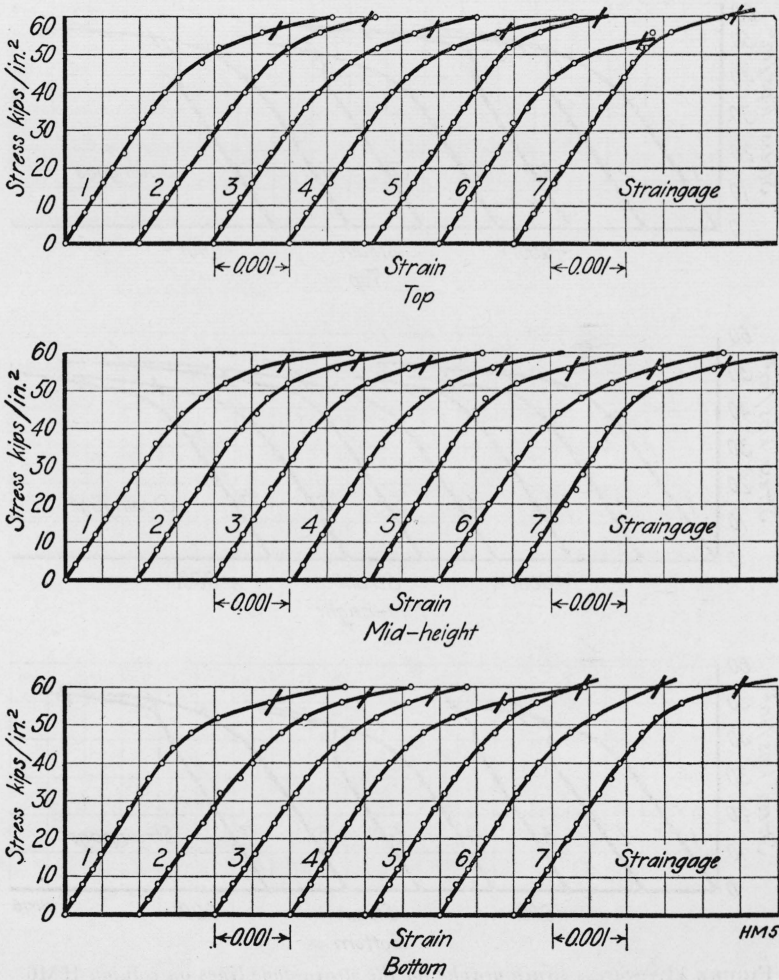 Stress kips/in.²
60
50
40
30
20
10
0
1 2 3 4 5 6 7 Straingage
←0.001→ Strain ←0.001→
Top
Stress kips/in.²
60
50
40
30
20
10
0
1 2 3 4 5 6 7 Straingage
←0.001→ Strain ←0.001→
Mid-height
Stress kips/in.²
60
50
40
30
20
10
0
1 2 3 4 5 6 7 Straingage
←0.001→ Strain ←0.001→ HM5
Bottom